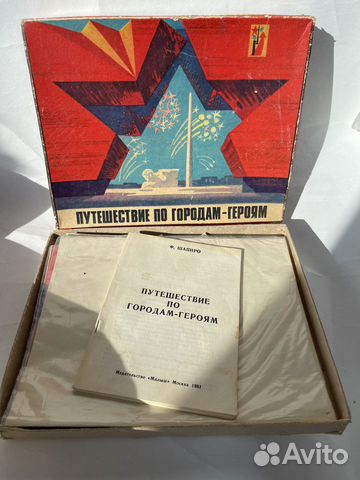 ПУТЕШЕСТВИЕ ПО ГОРОДАМ-ГЕРОЯМ
Ф. ШАПИРО
ПУТЕШЕСТВИЕ
ПО
ГОРОДАМ-ГЕРОЯМ
Издательство «Малыш» Москва 1983
Avito